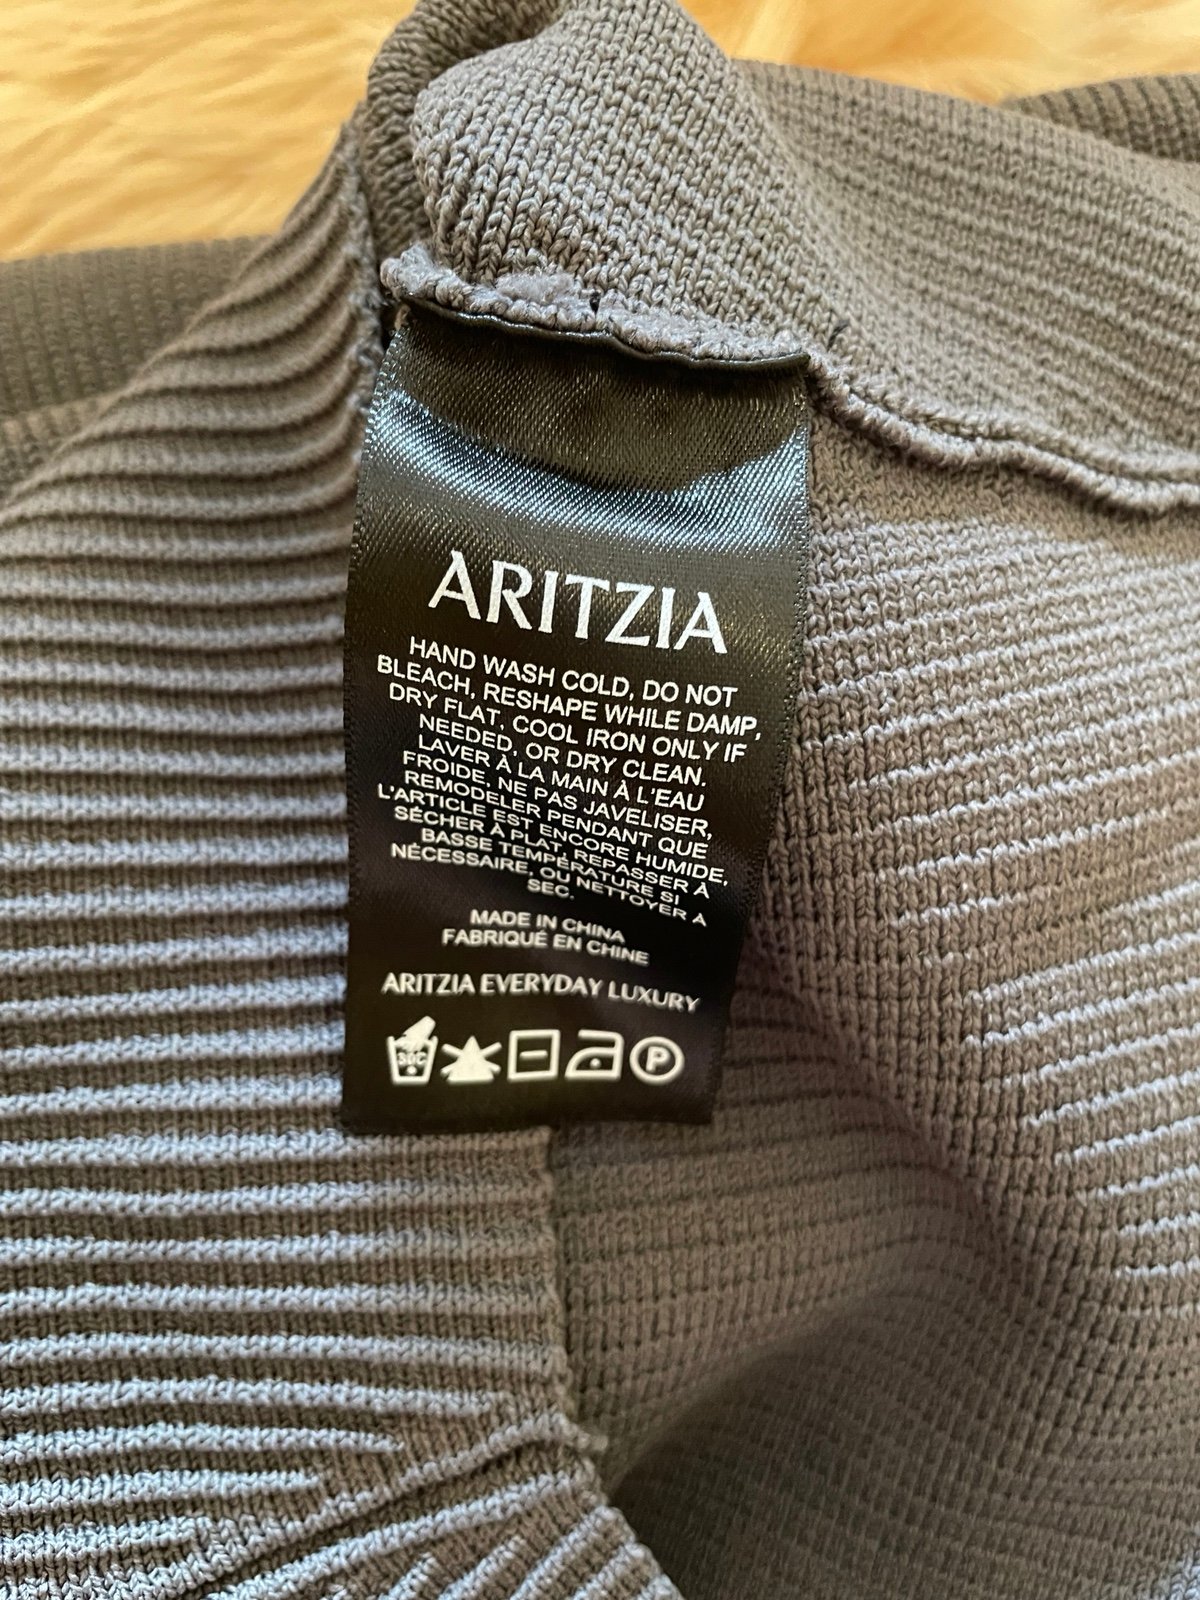 ARITZIA
HAND WASH COLD, DO NOT
BLEACH, RESHAPE WHILE DAMP,
DRY FLAT, COOL IRON ONLY IF
NEEDED, OR DRY CLEAN.
LAVER À LA MAIN À L'EAU
FROIDE, NE PAS JAVELISER,
REMODELER PENDANT QUE
L'ARTICLE EST ENCORE HUMIDE,
SÉCHER À PLAT, REPASSER À
BASSE TEMPÉRATURE SI
NÉCESSAIRE, OU NETTOYER A
SEC.
MADE IN CHINA
FABRIQUÉ EN CHINE
ARITZIA EVERYDAY LUXURY
30C P